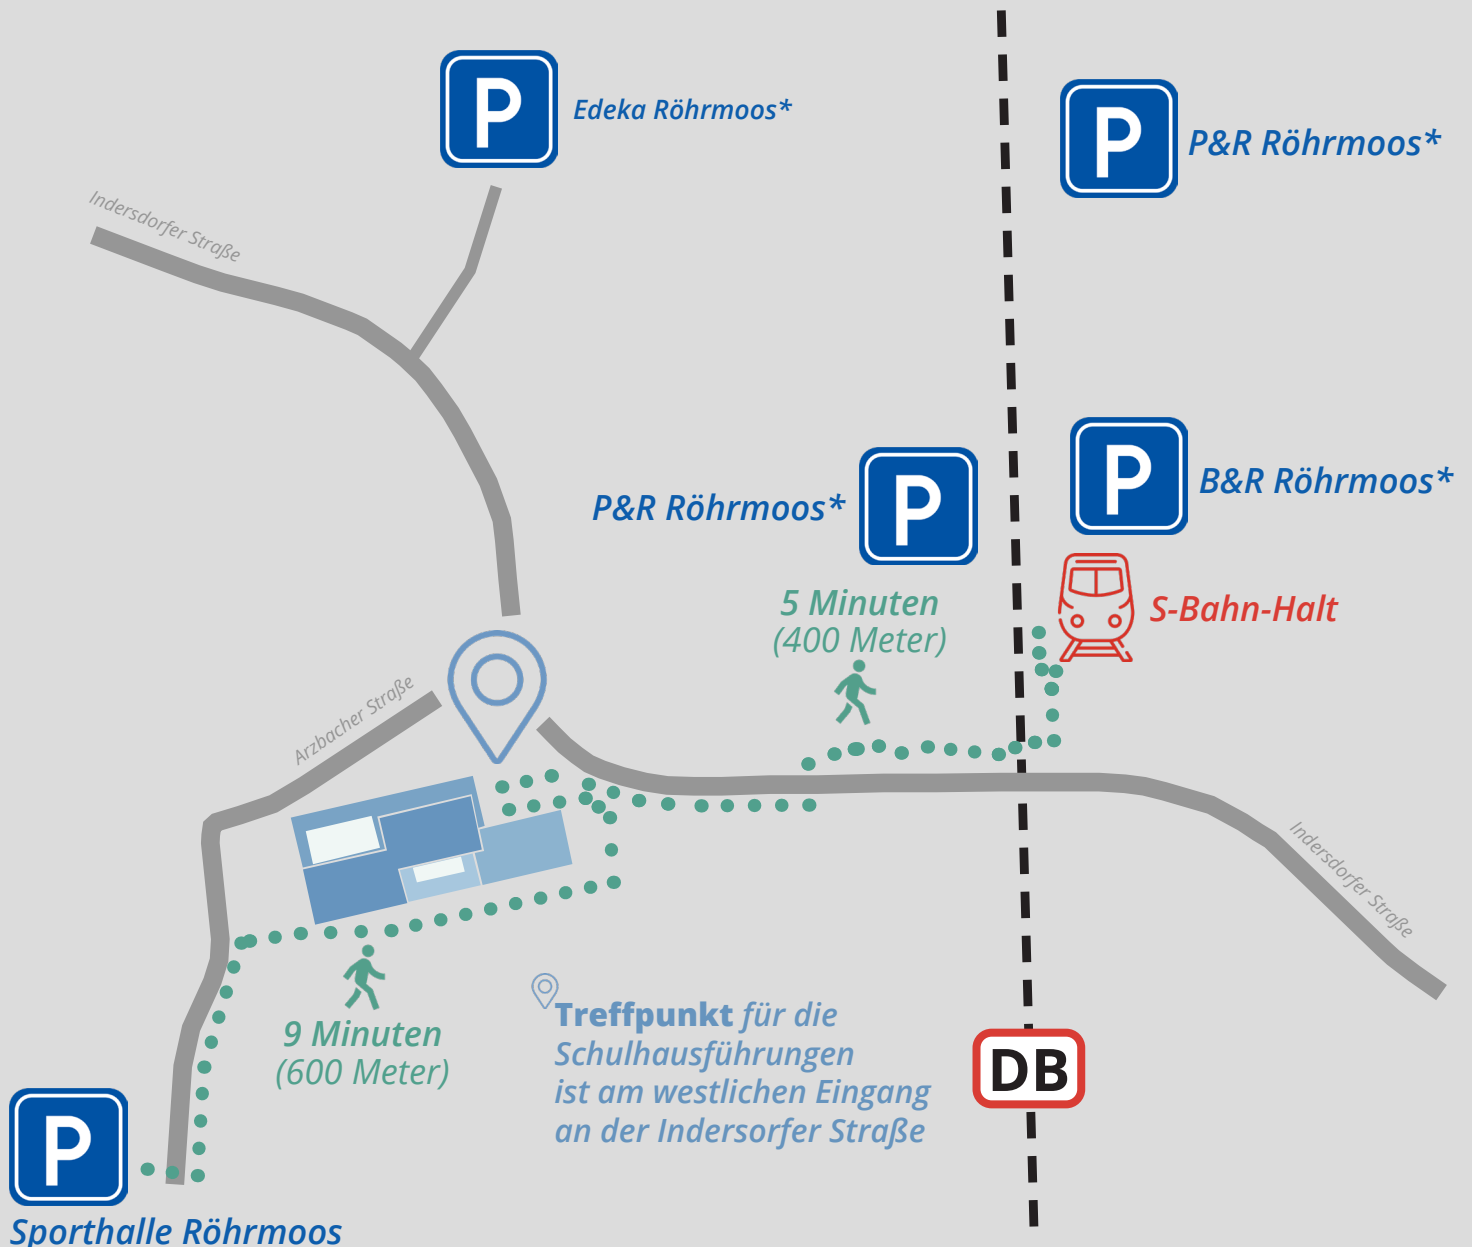 P
Edeka Röhrmoos*
P
P&R Röhrmoos*
Indersdorfer Straße
P&R Röhrmoos*
P
P
B&R Röhrmoos*
5 Minuten
(400 Meter)
S-Bahn-Halt
Arzbacher Straße
Indersdorfer Straße
9 Minuten
(600 Meter)
Treffpunkt für die
Schulhausführungen
ist am westlichen Eingang
an der Indersorfer Straße
DB
P
Sporthalle Röhrmoos